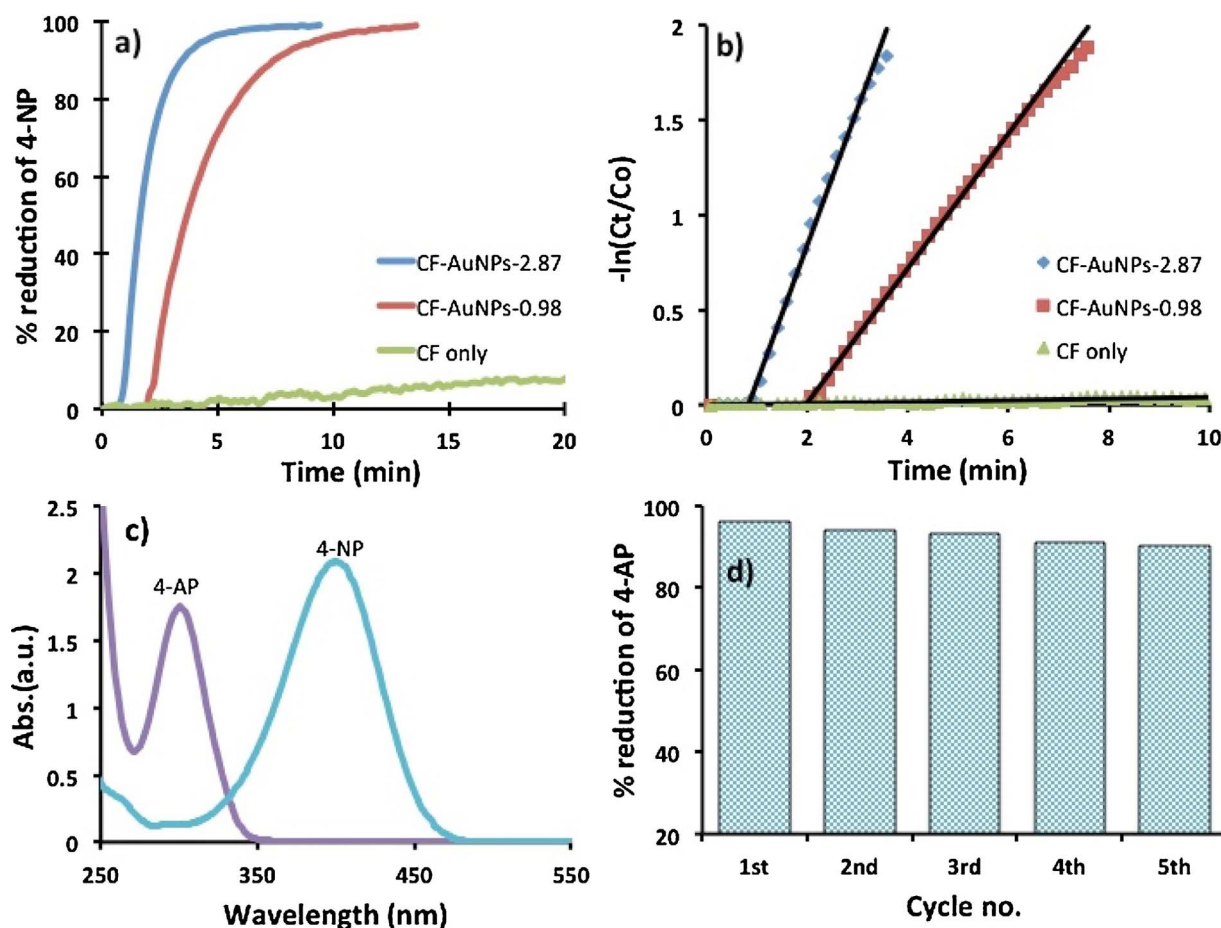 a)
% reduction of 4-NP
100
80
60
40
20
0
0 5 10 15 20
Time (min)
CF-AuNPs-2.87
CF-AuNPs-0.98
CF only
b)
-ln(Ct/Co)
2
1.5
1
0.5
0
0 2 4 6 8 10
Time (min)
CF-AuNPs-2.87
CF-AuNPs-0.98
CF only
c)
Abs.(a.u.)
2.5
2
1.5
1
0.5
0
4-AP
4-NP
250 350 450 550
Wavelength (nm)
d)
% reduction of 4-AP
100
80
60
40
20
1st 2nd 3rd 4th 5th
Cycle no.